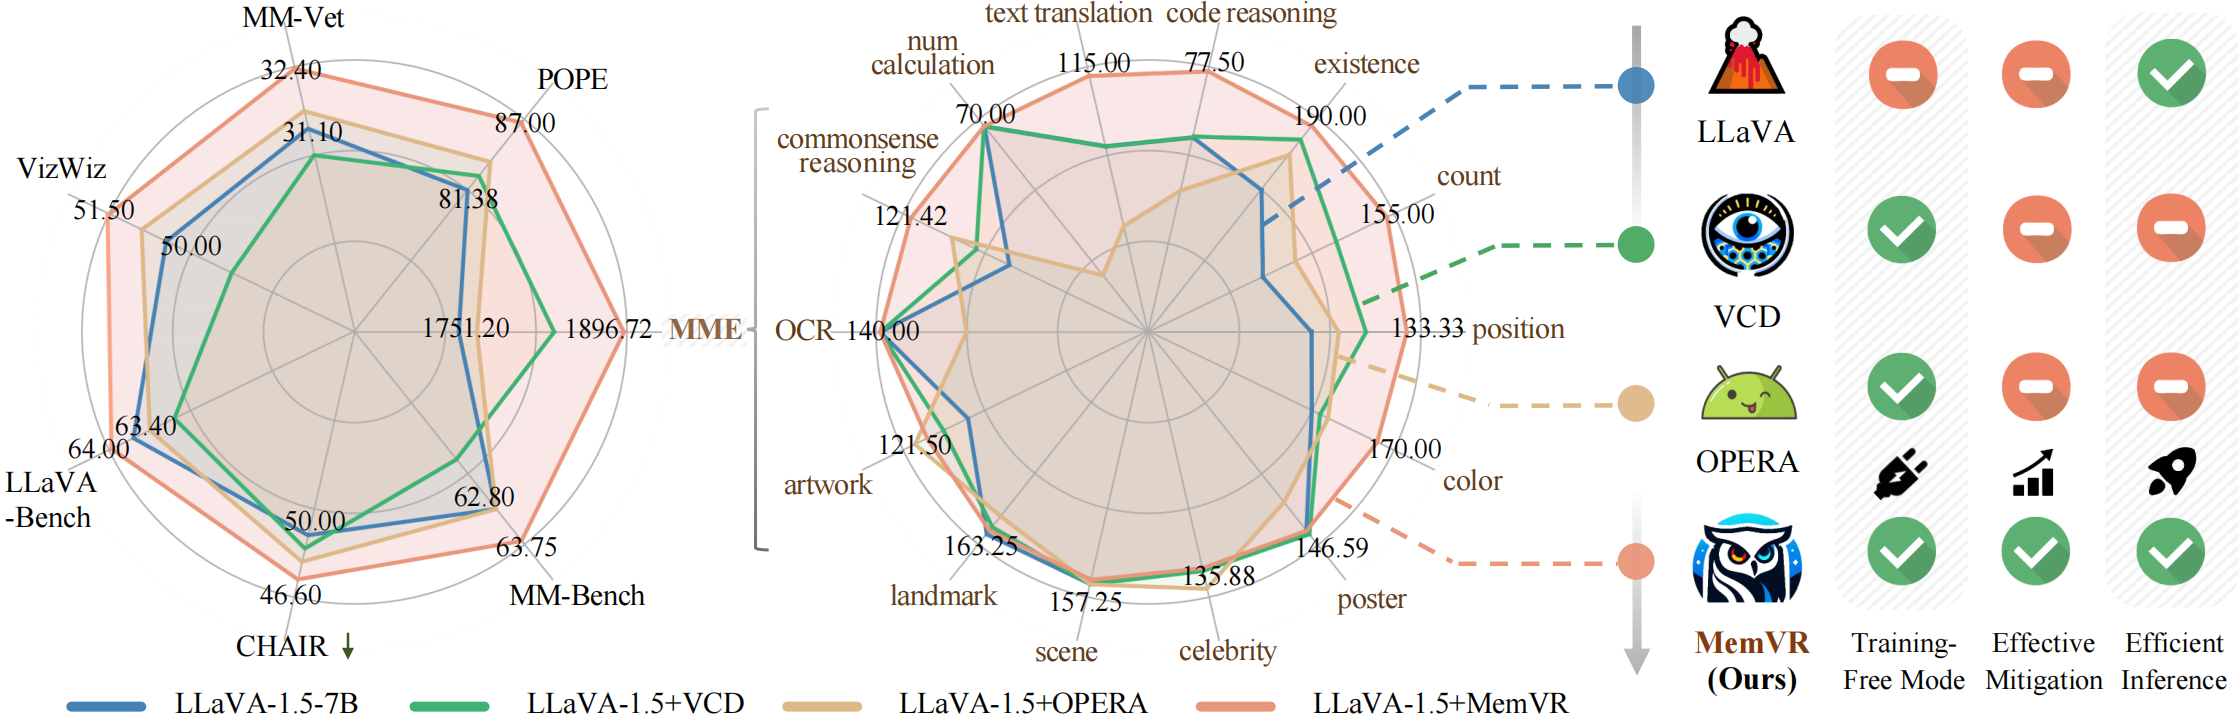 MM-Vet
32.40
POPE
87.00
31.10
VizWiz
51.50
81.38
50.00
1751.20
1896.72
MME
63.40
64.00
LLaVA
-Bench
62.80
50.00
63.75
MM-Bench
46.60
CHAIR ↓
text translation
code reasoning
num
calculation
115.00
77.50
existence
70.00
190.00
commonsense
reasoning
count
121.42
155.00
OCR
140.00
133.33
position
121.50
170.00
artwork
color
163.25
146.59
135.88
landmark
157.25
poster
scene
celebrity
LLaVA
VCD
OPERA
MemVR
(Ours)
Training-
Free Mode
Effective
Mitigation
Efficient
Inference
LLaVA-1.5-7B
LLaVA-1.5+VCD
LLaVA-1.5+OPERA
LLaVA-1.5+MemVR